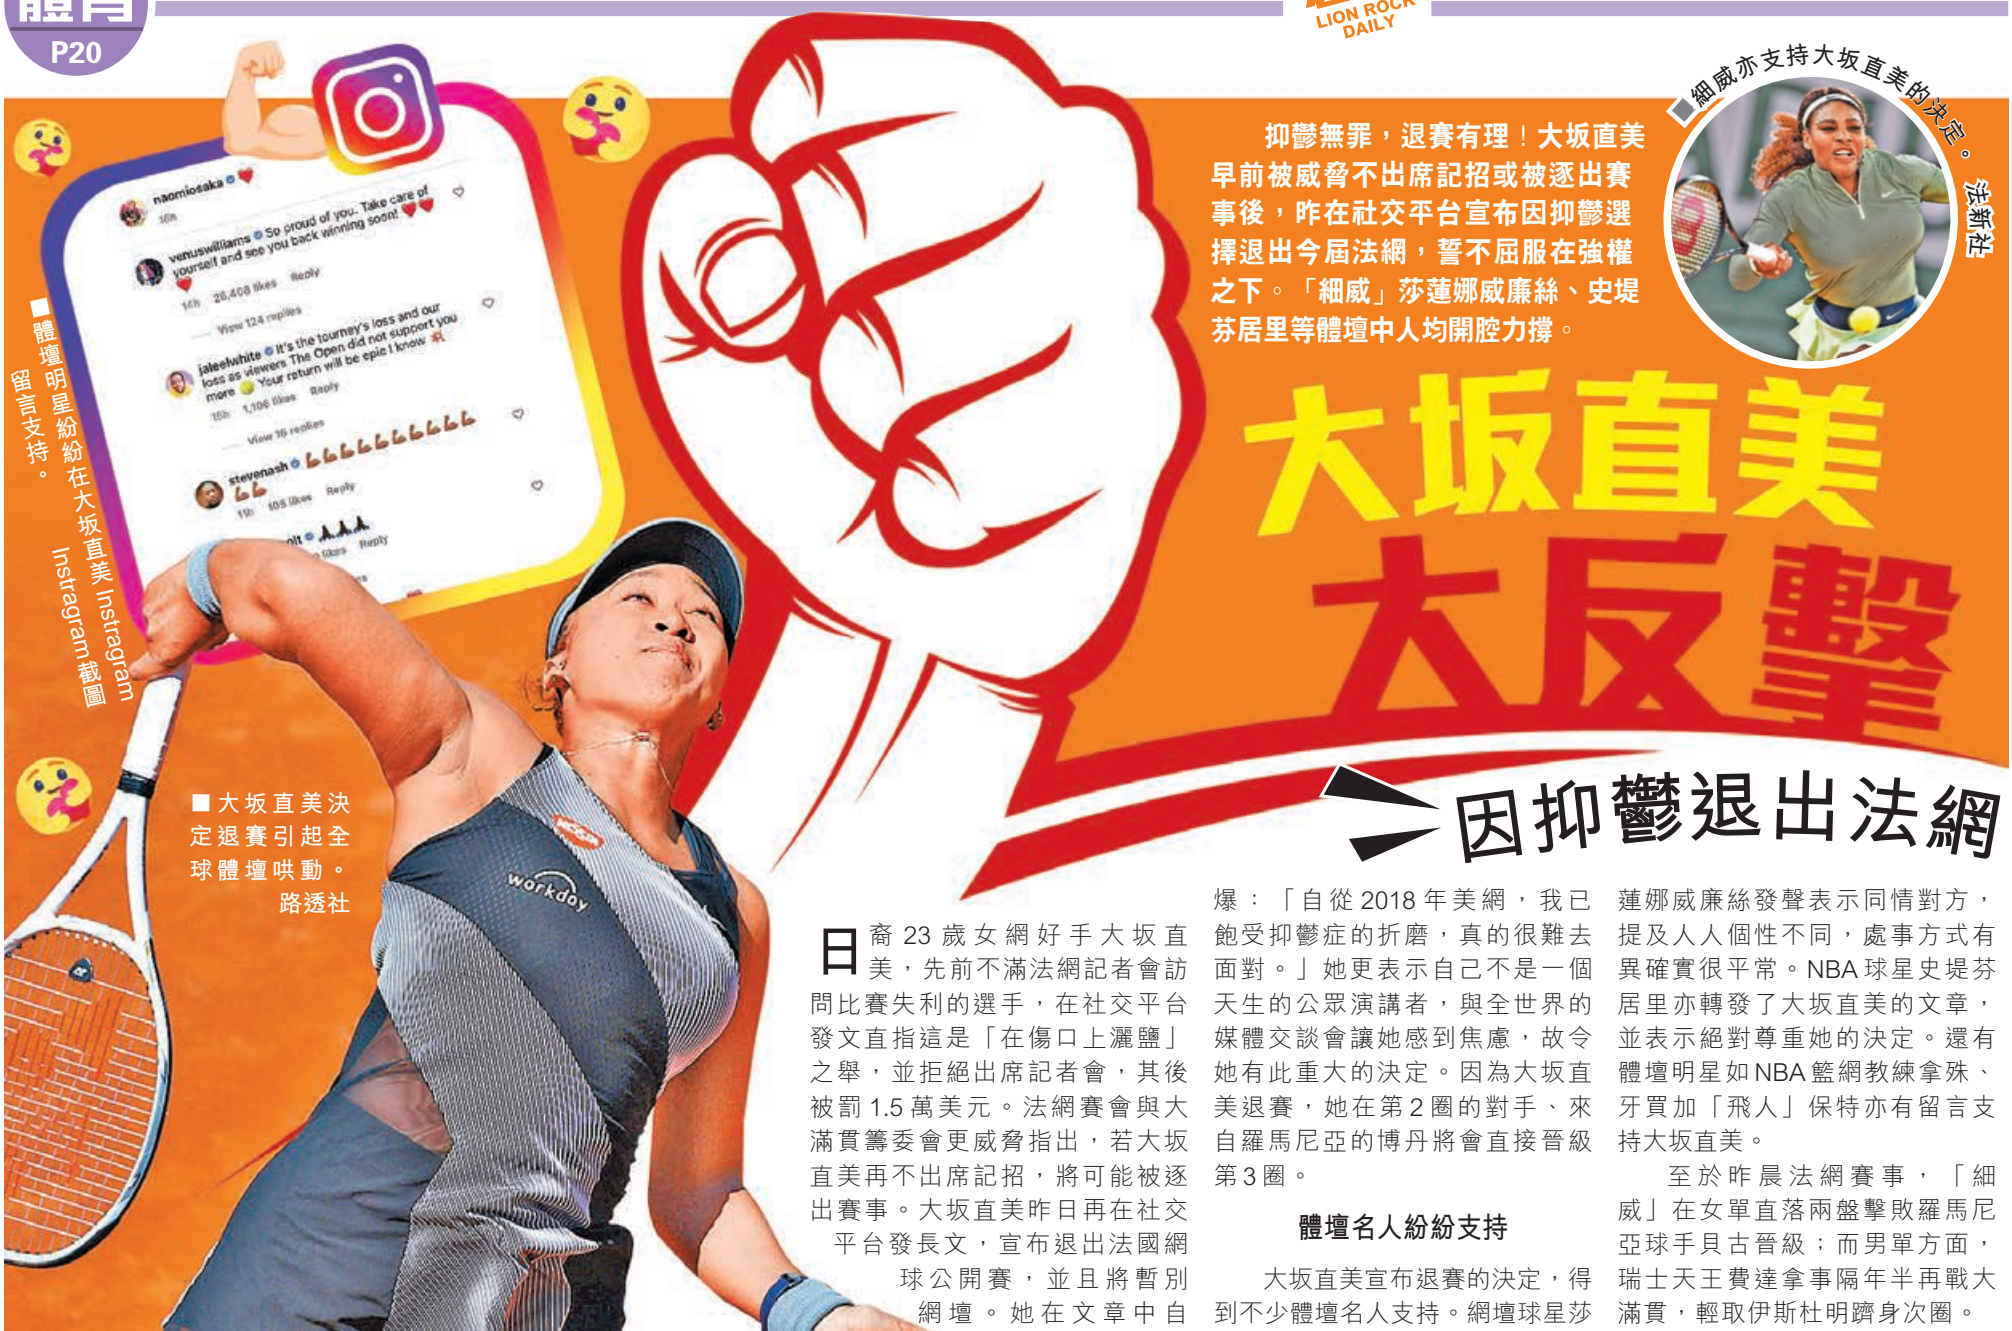 體育
P20
LION ROCK
DAILY
naomiosaka
16h
venuswilliams So proud of you. Take care of
yourself and see you back winning soon!
14h 26,408 likes Reply
View 124 replies
jaleelwhite It's the tourney's loss and our
loss as viewers The Open did not support you
more Your return will be epic I know
15h 1,106 likes Reply
View 16 replies
stevenash
11h 105 likes Reply
olt
likes Reply
■體壇明星紛紛在大坂直美 Instragram
留言支持。 Instragram截圖
■細威亦支持大坂直美的決定。
法新社
抑鬱無罪，退賽有理！大坂直美
早前被威脅不出席記招或被逐出賽
事後，昨在社交平台宣布因抑鬱選
擇退出今屆法網，誓不屈服在強權
之下。「細威」莎蓮娜威廉絲、史堤
芬居里等體壇中人均開腔力撐。
大坂直美
大反擊
因抑鬱退出法網
■大坂直美決
定退賽引起全
球體壇哄動。
路透社
workday
日裔 23 歲女網好手大坂直
美，先前不滿法網記者會訪
問比賽失利的選手，在社交平台
發文直指這是「在傷口上灑鹽」
之舉，並拒絕出席記者會，其後
被罰 1.5 萬美元。法網賽會與大
滿貫籌委會更威脅指出，若大坂
直美再不出席記招，將可能被逐
出賽事。大坂直美昨日再在社交
平台發長文，宣布退出法國網
球公開賽，並且將暫別
網壇。她在文章中自
爆：「自從 2018 年美網，我已
飽受抑鬱症的折磨，真的很難去
面對。」她更表示自己不是一個
天生的公眾演講者，與全世界的
媒體交談會讓她感到焦慮，故令
她有此重大的決定。因為大坂直
美退賽，她在第 2 圈的對手、來
自羅馬尼亞的博丹將會直接晉級
第 3 圈。
體壇名人紛紛支持
大坂直美宣布退賽的決定，得
到不少體壇名人支持。網壇球星莎
蓮娜威廉絲發聲表示同情對方，
提及人人個性不同，處事方式有
異確實很平常。NBA 球星史堤芬
居里亦轉發了大坂直美的文章，
並表示絕對尊重她的決定。還有
體壇明星如 NBA 籃網教練拿殊、
牙買加「飛人」保特亦有留言支
持大坂直美。
至於昨晨法網賽事，「細
威」在女單直落兩盤擊敗羅馬尼
亞球手貝古晉級；而男單方面，
瑞士天王費達拿事隔年半再戰大
滿貫，輕取伊斯杜明躋身次圈。